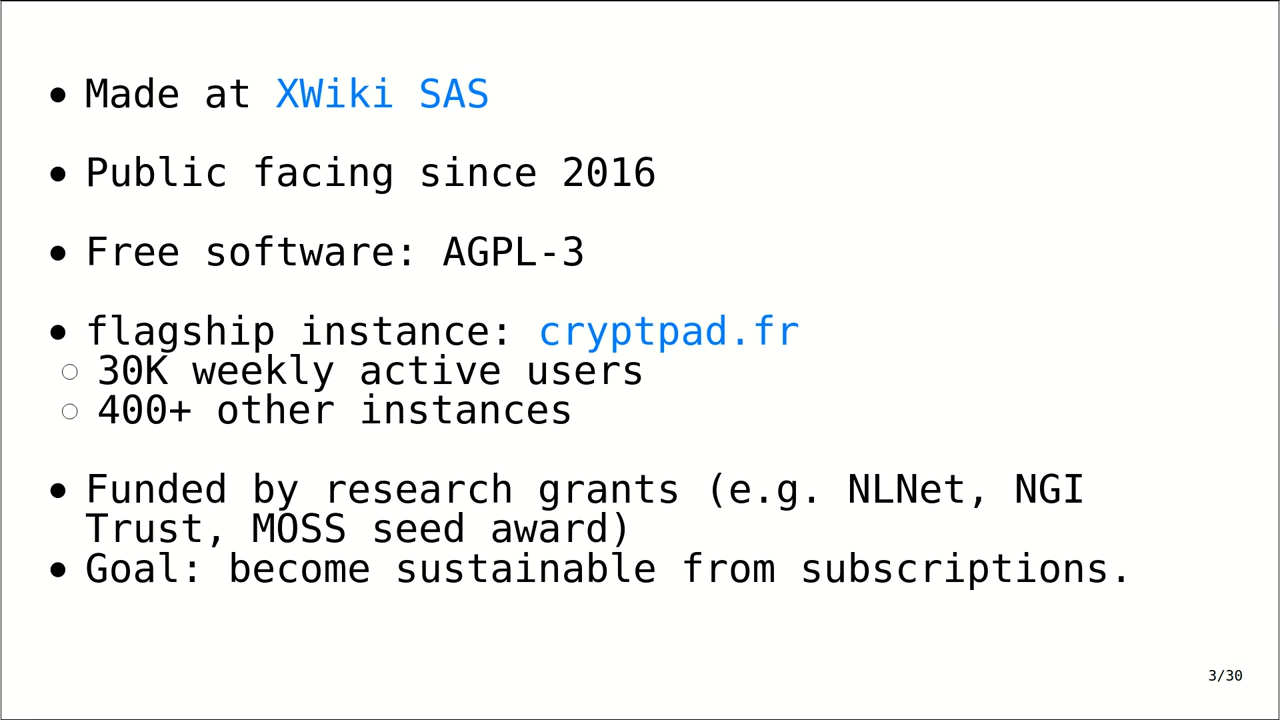 • Made at XWiki SAS
• Public facing since 2016
• Free software: AGPL-3
• flagship instance: cryptpad.fr
○ 30K weekly active users
○ 400+ other instances
• Funded by research grants (e.g. NLNet, NGI
Trust, MOSS seed award)
• Goal: become sustainable from subscriptions.
3/30